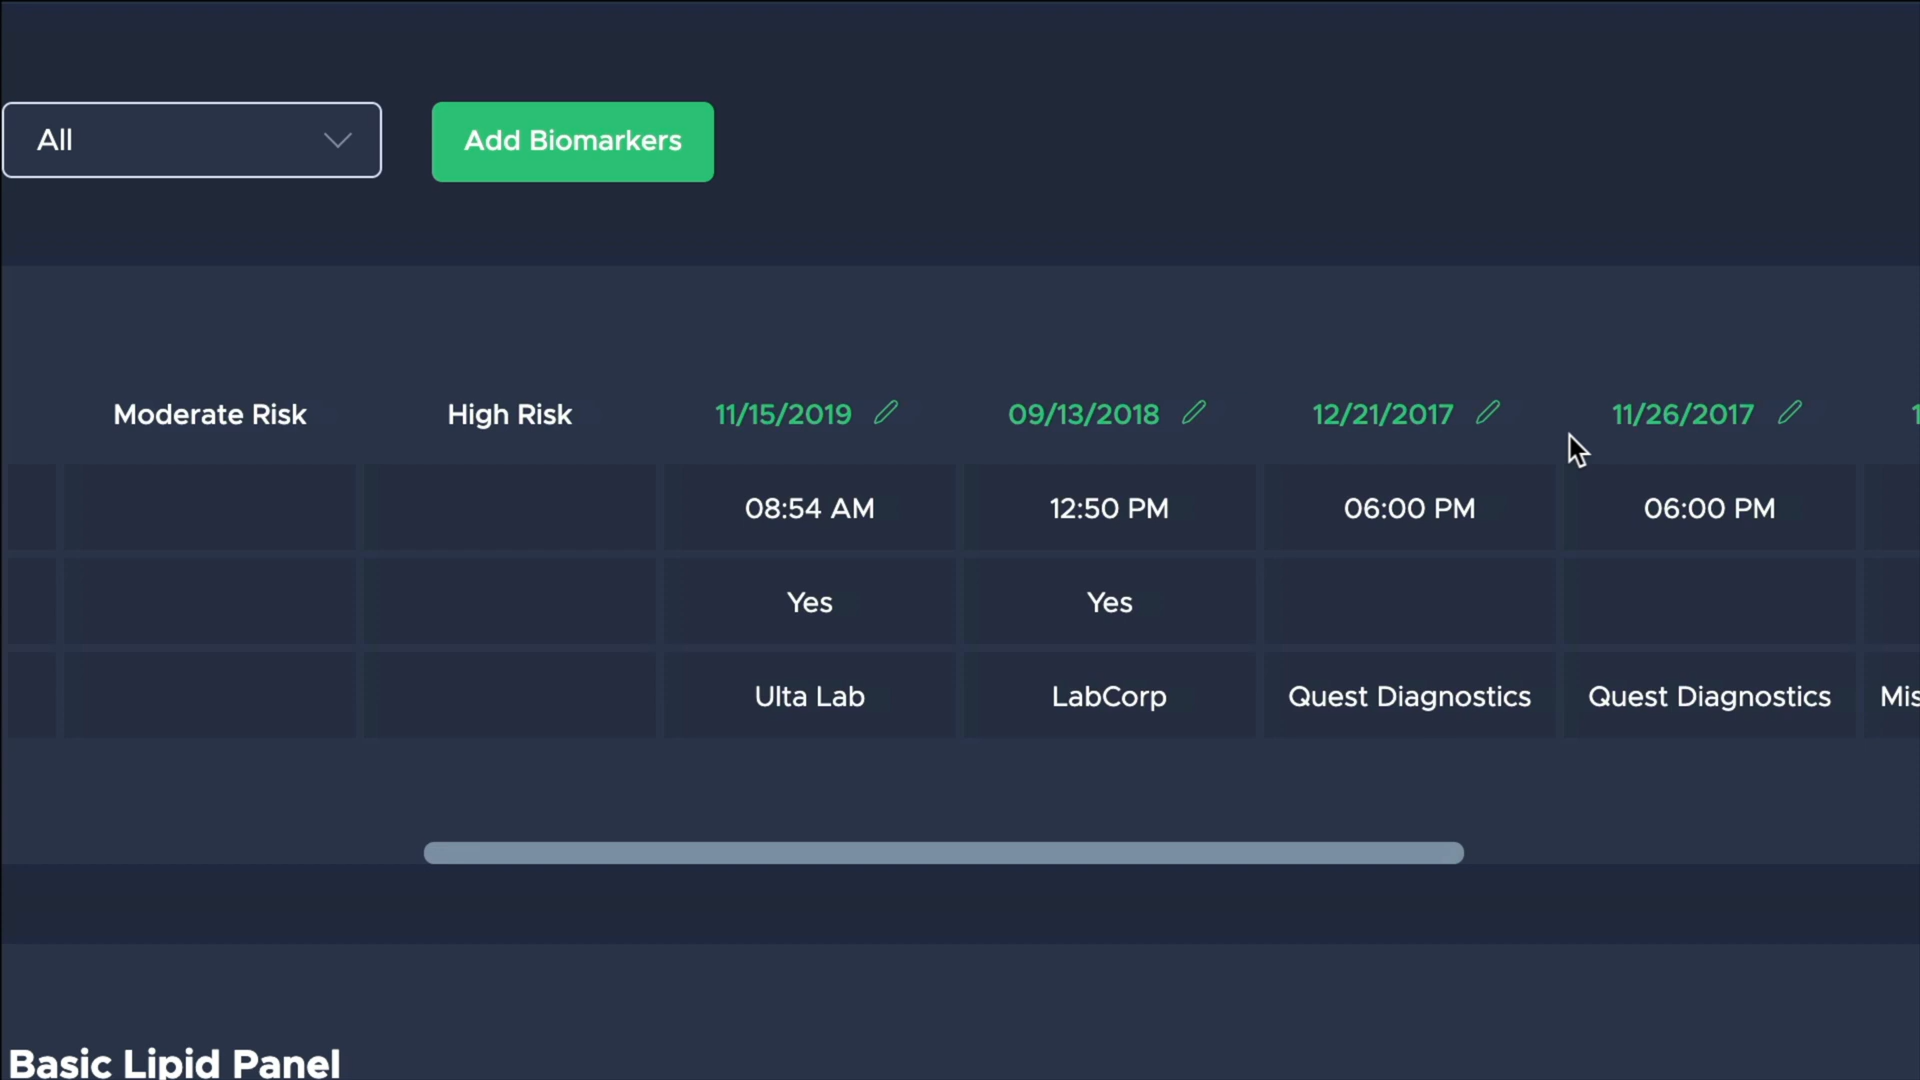 All
Add Biomarkers
Moderate Risk High Risk 11/15/2019 09/13/2018 12/21/2017 11/26/2017
08:54 AM 12:50 PM 06:00 PM 06:00 PM
Yes Yes
Ulta Lab LabCorp Quest Diagnostics Quest Diagnostics
Basic Lipid Panel